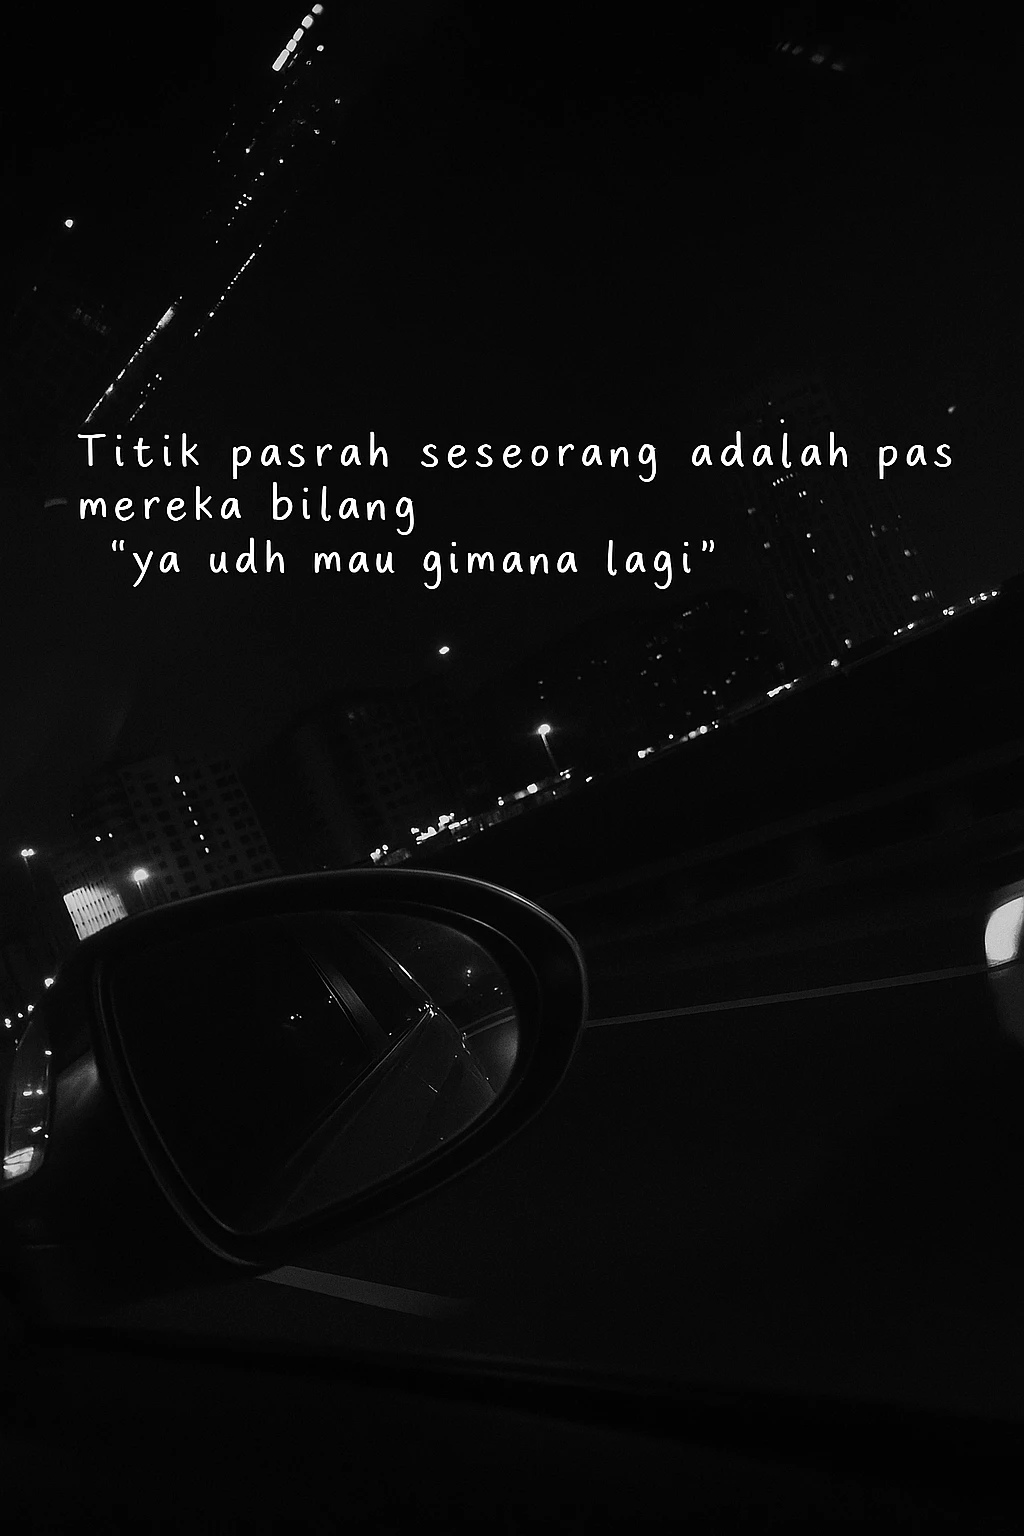 Titik pasrah seseorang adalah pas
mereka bilang
“ya udh mau gimana lagi”